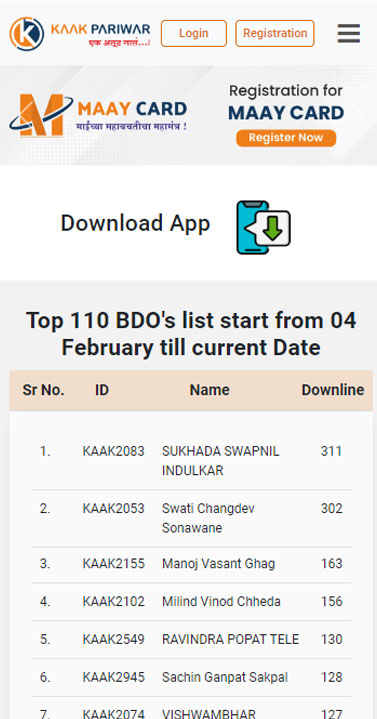 KAAK PARIWAR
एक अतूट नातं...!
Login
Registration
MAAY CARD
माईंच्या महाबचतीचा महामंत्र !
Registration for
MAAY CARD
Register Now
Download App
Top 110 BDO's list start from 04
February till current Date
Sr No. ID Name Downline
1. KAAK2083 SUKHADA SWAPNIL 311
INDULKAR
2. KAAK2053 Swati Changdev 302
Sonawane
3. KAAK2155 Manoj Vasant Ghag 163
4. KAAK2102 Milind Vinod Chheda 156
5. KAAK2549 RAVINDRA POPAT TELE 130
6. KAAK2945 Sachin Ganpat Sakpal 128
7. KAAK2074 VISHWAMBHAR 127